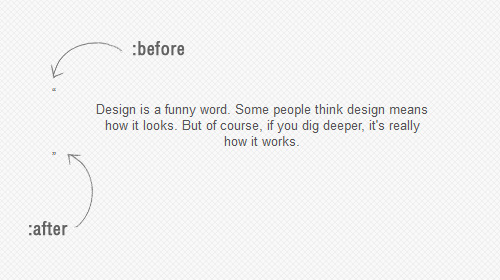 :before
“
Design is a funny word. Some people think design means
how it looks. But of course, if you dig deeper, it's really
how it works.
”
:after